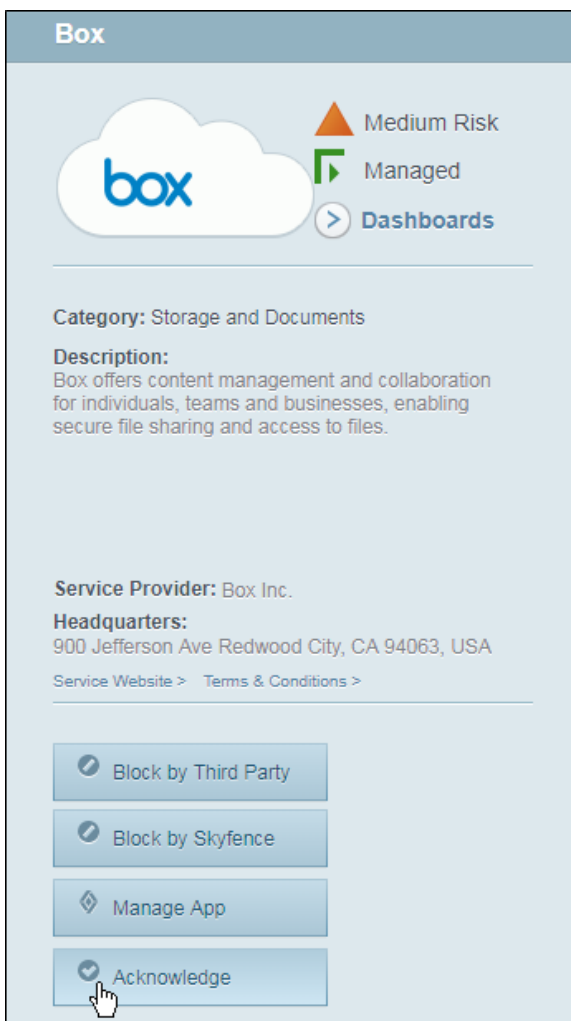 Box
box
Medium Risk
Managed
Dashboards
Category: Storage and Documents
Description:
Box offers content management and collaboration
for individuals, teams and businesses, enabling
secure file sharing and access to files.
Service Provider: Box Inc.
Headquarters:
900 Jefferson Ave Redwood City, CA 94063, USA
Service Website > Terms & Conditions >
Block by Third Party
Block by Skyfence
Manage App
Acknowledge